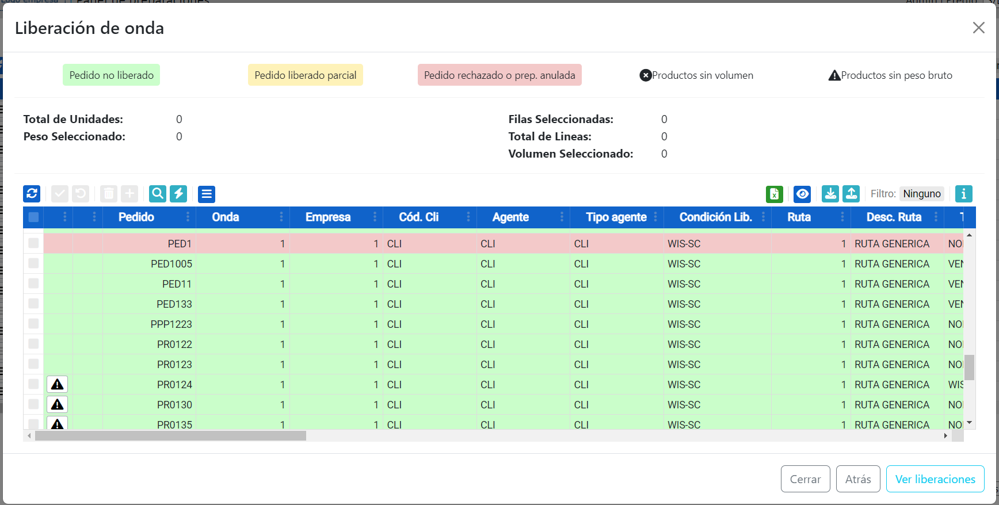 Liberación de onda
Pedido no liberado Pedido liberado parcial Pedido rechazado o prep. anulada Productos sin volumen Productos sin peso bruto
Total de Unidades: 0 Filas Seleccionadas: 0
Peso Seleccionado: 0 Total de Lineas: 0
Volumen Seleccionado: 0
Filtro: Ninguno
Pedido Onda Empresa Cód. Cli Agente Tipo agente Condición Lib. Ruta Desc. Ruta
PED1 1 1 CLI CLI CLI WIS-SC 1 RUTA GENERICA NO
PED1005 1 1 CLI CLI CLI WIS-SC 1 RUTA GENERICA VEN
PED11 1 1 CLI CLI CLI WIS-SC 1 RUTA GENERICA VEN
PED133 1 1 CLI CLI CLI WIS-SC 1 RUTA GENERICA VEN
PPP1223 1 1 CLI CLI CLI WIS-SC 1 RUTA GENERICA NO
PR0122 1 1 CLI CLI CLI WIS-SC 1 RUTA GENERICA NO
PR0123 1 1 CLI CLI CLI WIS-SC 1 RUTA GENERICA NO
PR0124 1 1 CLI CLI CLI WIS-SC 1 RUTA GENERICA WIS
PR0130 1 1 CLI CLI CLI WIS-SC 1 RUTA GENERICA NO
PR0135 1 1 CLI CLI CLI WIS-SC 1 RUTA GENERICA NO
Cerrar Atrás Ver liberaciones